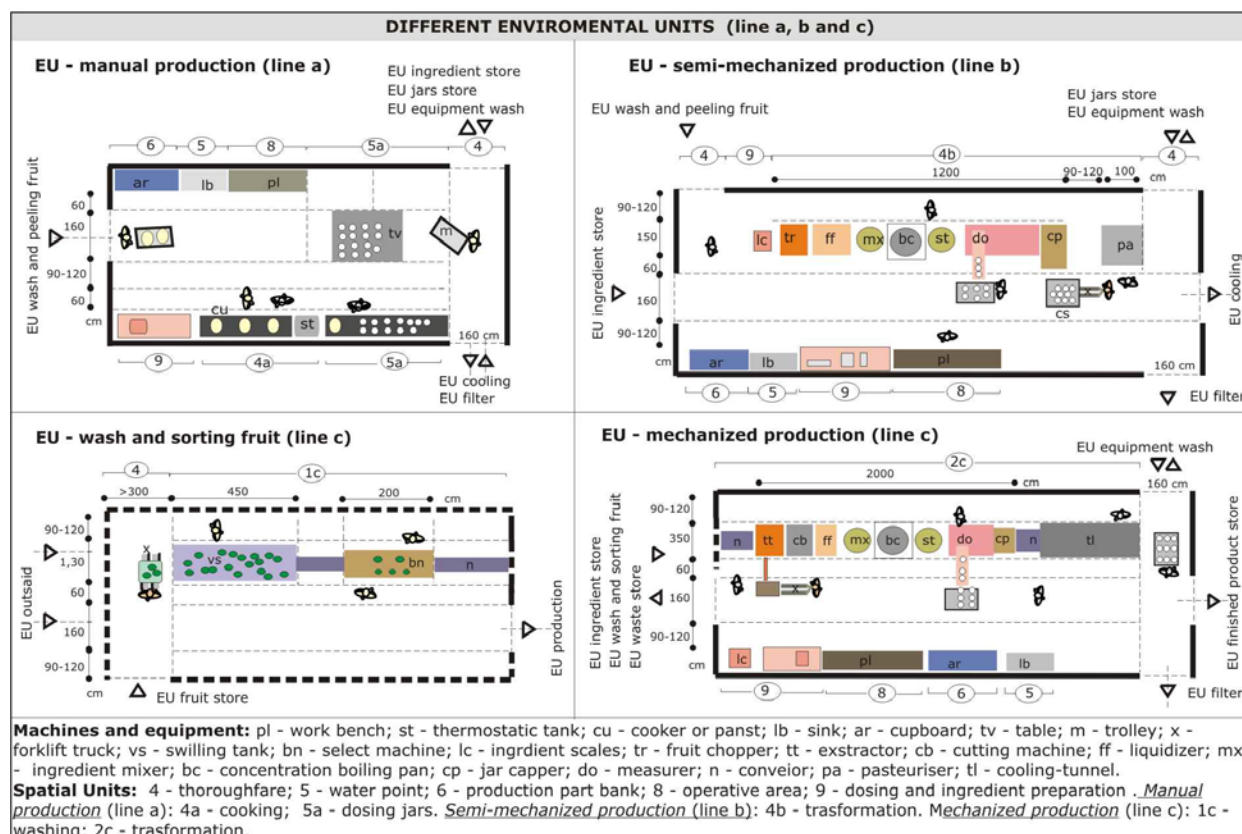 DIFFERENT ENVIROMENTAL UNITS (line a, b and c)
EU - manual production (line a)
EU ingredient store
EU jars store
EU equipment wash
6 5 8 5a 4
ar lb pl
tv
m
EU wash and peeling fruit
60
160
90-120
60
cm
cu
st
160 cm
9 4a 5a
EU cooling
EU filter
EU - semi-mechanized production (line b)
EU wash and peeling fruit
EU jars store
EU equipment wash
4 9 4b 4
1200 90-120 100 cm
EU ingredient store
90-120
150
60
160
90-120
cm
lc tr ff mx bc st do cp pa
x
cs
EU cooling
ar lb pl
160 cm
6 5 9 8
EU filter
EU - wash and sorting fruit (line c)
4 1c
>300 450 200 cm
EU outsaid
90-120
1,30
60
160
90-120
cm
x
vs bn n
EU production
EU fruit store
EU - mechanized production (line c)
EU equipment wash
2c
2000 cm 160 cm
EU ingredient store
EU wash and sorting fruit
EU waste store
90-120
350
60
160
90-120
cm
n tt cb ff mx bc st do cp n tl
x
EU finished product store
lc pl ar lb
9 8 6 5
EU filter
Machines and equipment: pl - work bench; st - thermostatic tank; cu - cooker or panst; lb - sink; ar - cupboard; tv - table; m - trolley; x -
forklift truck; vs - swilling tank; bn - select machine; lc - ingrdient scales; tr - fruit chopper; tt - exstractor; cb - cutting machine; ff - liquidizer; mx
- ingredient mixer; bc - concentration boiling pan; cp - jar capper; do - measurer; n - conveior; pa - pasteuriser; tl - cooling-tunnel.
Spatial Units: 4 - thoroughfare; 5 - water point; 6 - production part bank; 8 - operative area; 9 - dosing and ingredient preparation . Manual
production (line a): 4a - cooking; 5a - dosing jars. Semi-mechanized production (line b): 4b - trasformation. Mechanized production (line c): 1c -
washing; 2c - trasformation.